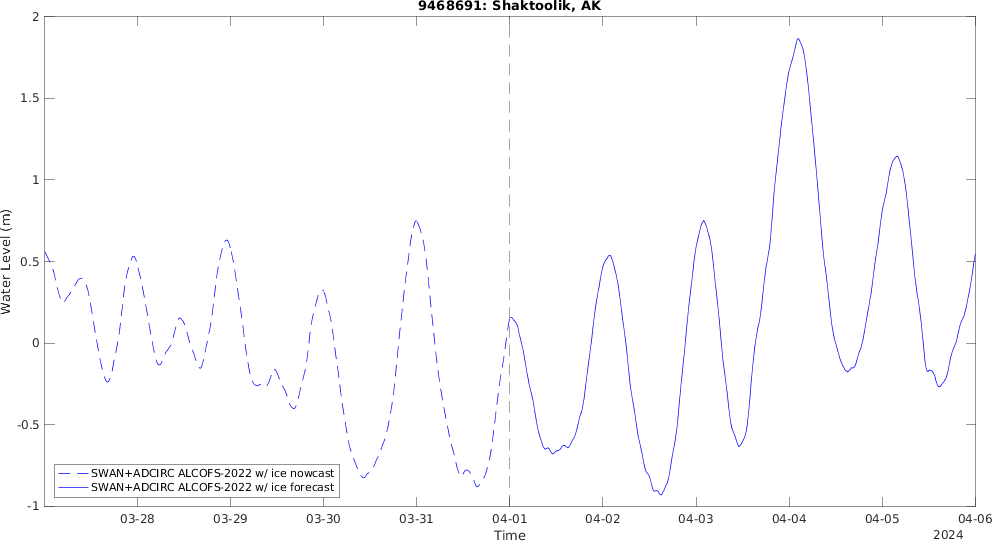 9468691: Shaktoolik, AK
2
1.5
1
0.5
0
-0.5
-1
Water Level (m)
SWAN+ADCIRC ALCOFS-2022 w/ ice nowcast
SWAN+ADCIRC ALCOFS-2022 w/ ice forecast
03-28 03-29 03-30 03-31 04-01 04-02 04-03 04-04 04-05 04-06
Time
2024